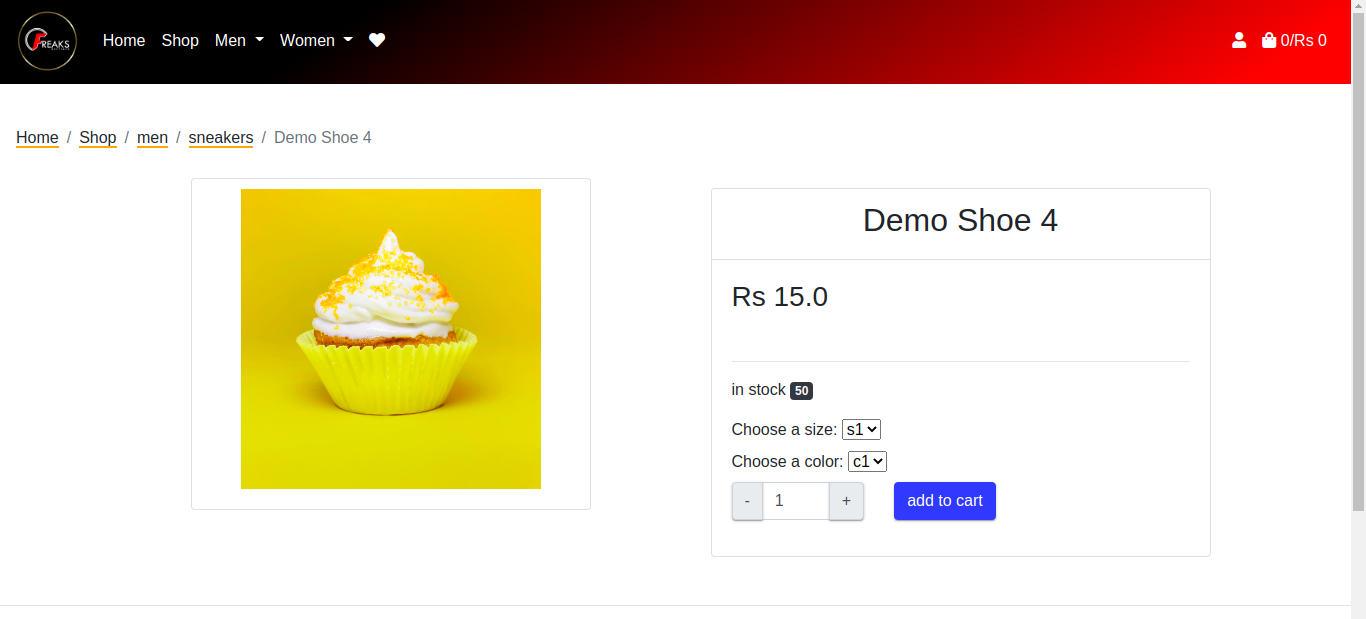 FREAKS
Home Shop Men Women 0/Rs 0
Home / Shop / men / sneakers / Demo Shoe 4
Demo Shoe 4
Rs 15.0
in stock 50
Choose a size: s1
Choose a color: c1
- 1 + add to cart